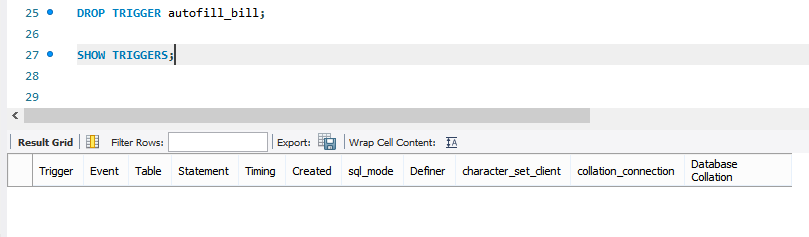 25 DROP TRIGGER autofill_bill;
26
27 SHOW TRIGGERS;
28
29
Result Grid Filter Rows: Export: Wrap Cell Content: IA
Trigger Event Table Statement Timing Created sql_mode Definer character_set_client collation_connection Database
Collation